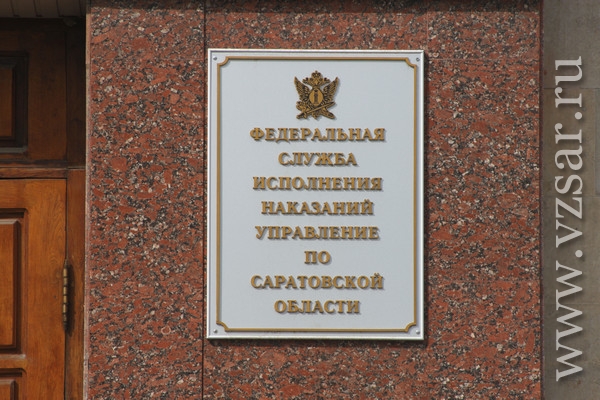 ФЕДЕРАЛЬНАЯ
СЛУЖБА
ИСПОЛНЕНИЯ
НАКАЗАНИЙ
УПРАВЛЕНИЕ
ПО
САРАТОВСКОЙ
ОБЛАСТИ
www.vzsar.ru